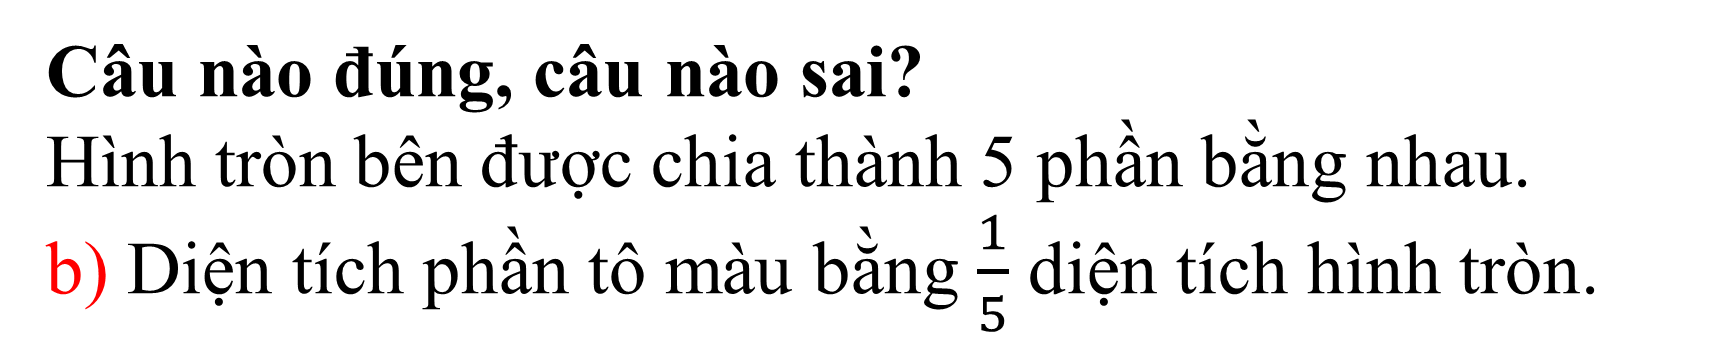 Câu nào đúng, câu nào sai?
Hình tròn bên được chia thành 5 phần bằng nhau.
b) Diện tích phần tô màu bằng 1/5 diện tích hình tròn.